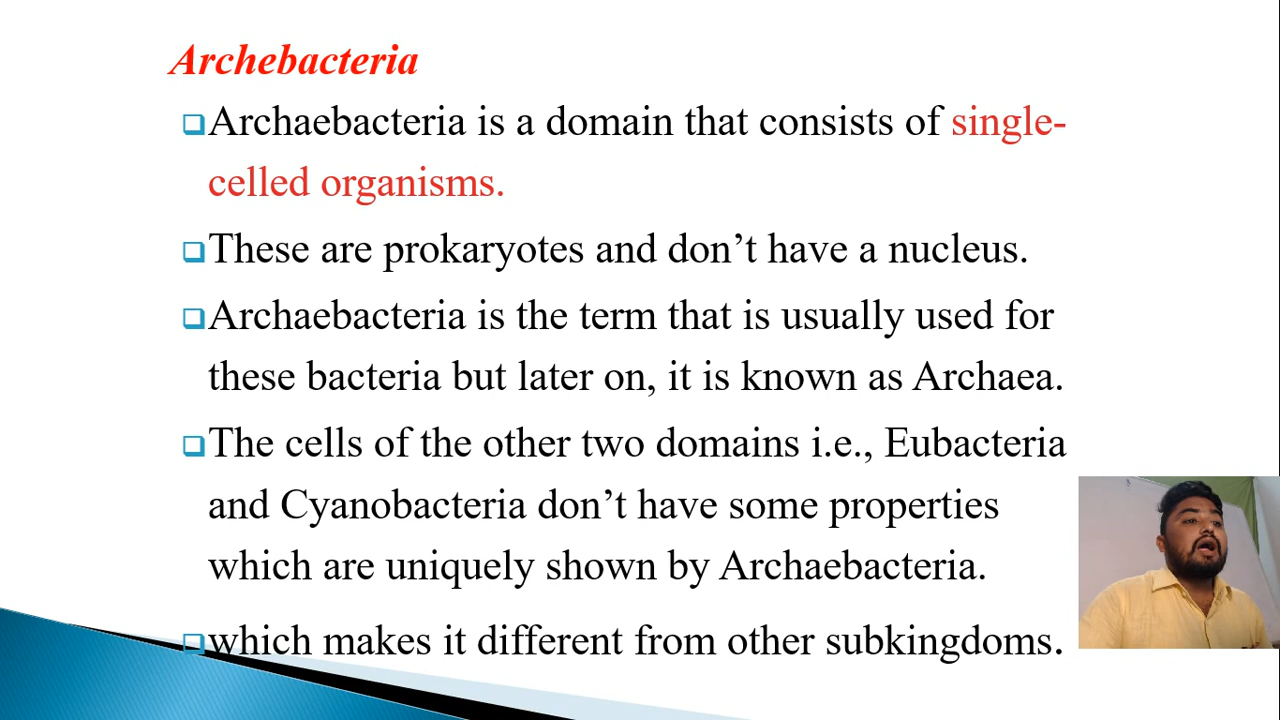 Archebacteria
Archaebacteria is a domain that consists of single-
celled organisms.
These are prokaryotes and don’t have a nucleus.
Archaebacteria is the term that is usually used for
these bacteria but later on, it is known as Archaea.
The cells of the other two domains i.e., Eubacteria
and Cyanobacteria don’t have some properties
which are uniquely shown by Archaebacteria.
which makes it different from other subkingdoms.